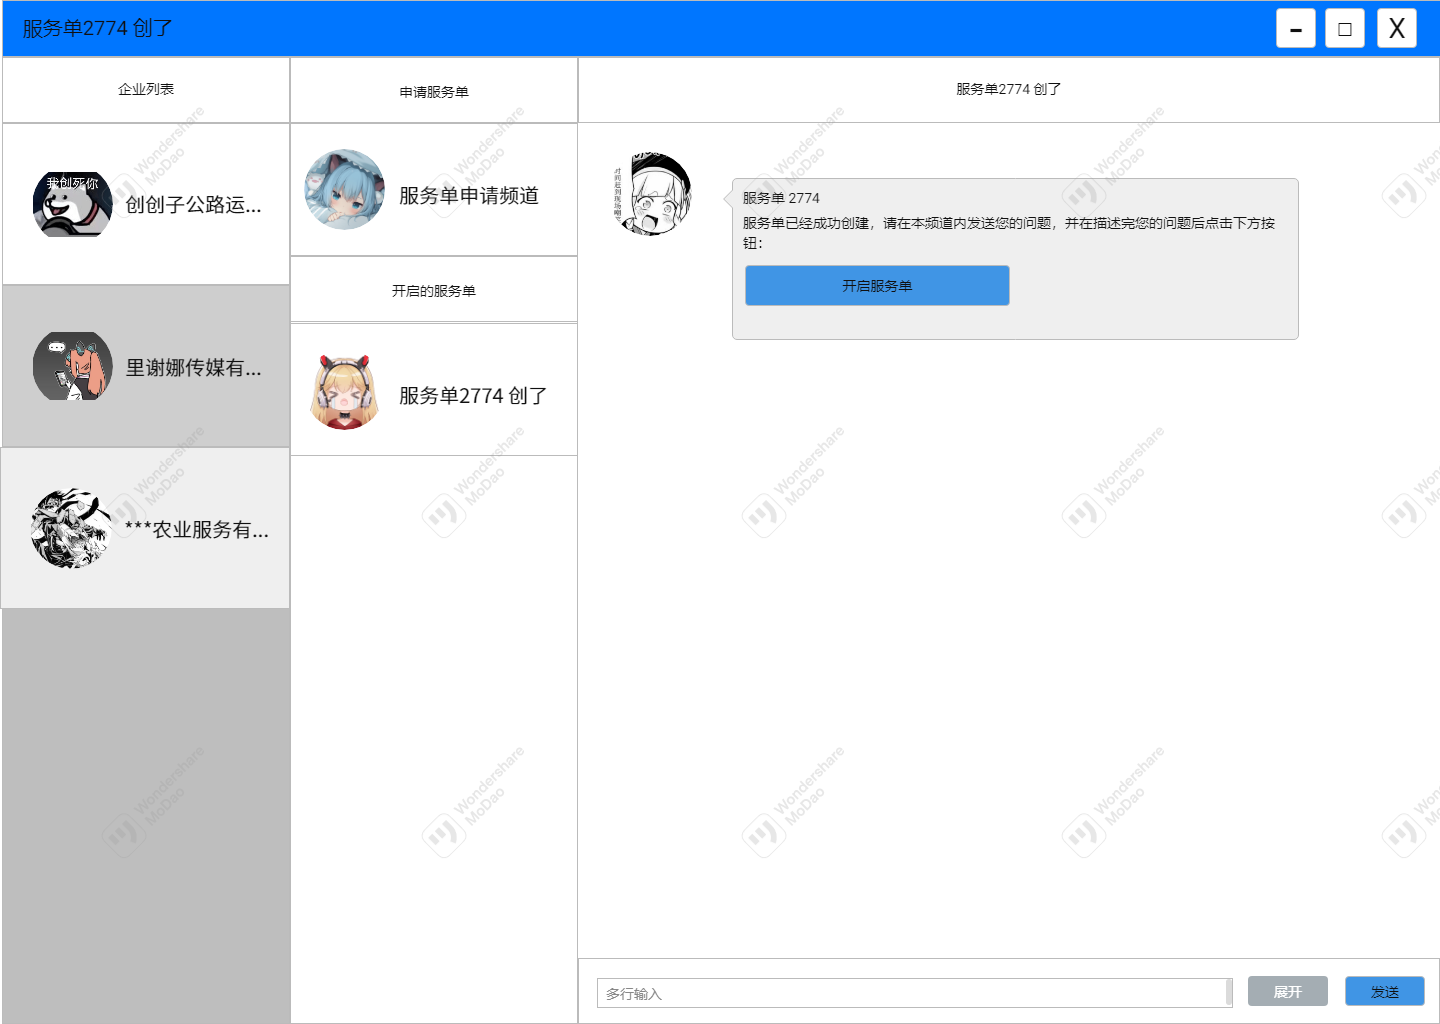 服务单2774 创了
-
□
X
企业列表
申请服务单
服务单2774 创了
我创死你
创创子公路运...
里谢娜传媒有...
***农业服务有...
服务单申请频道
开启的服务单
服务单2774 创了
服务单 2774
服务单已经成功创建，请在本频道内发送您的问题，并在描述完您的问题后点击下方按
钮：
开启服务单
多行输入
展开
发送
Wondershare
MoDao